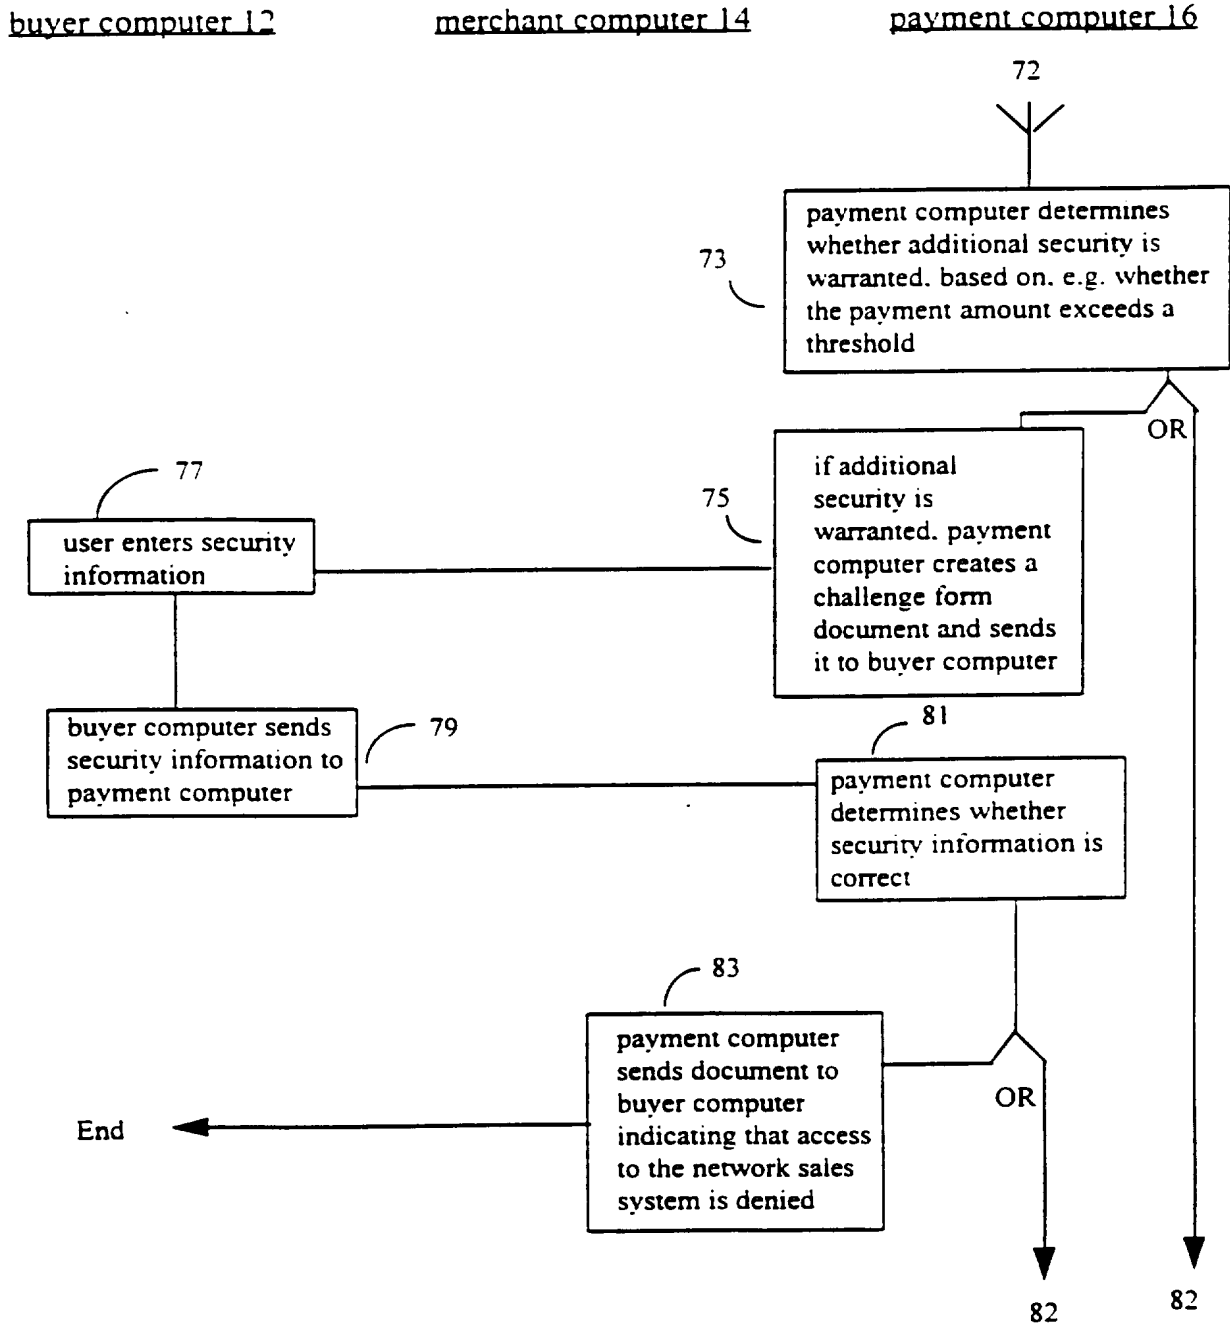 buyer computer 12
merchant computer 14
payment computer 16
72
payment computer determines
whether additional security is
warranted. based on. e.g. whether
the payment amount exceeds a
threshold
73
OR
if additional
security is
warranted. payment
computer creates a
challenge form
document and sends
it to buyer computer
75
77
user enters security
information
buyer computer sends
security information to
payment computer
79
81
payment computer
determines whether
security information is
correct
83
payment computer
sends document to
buyer computer
indicating that access
to the network sales
system is denied
OR
End
82
82